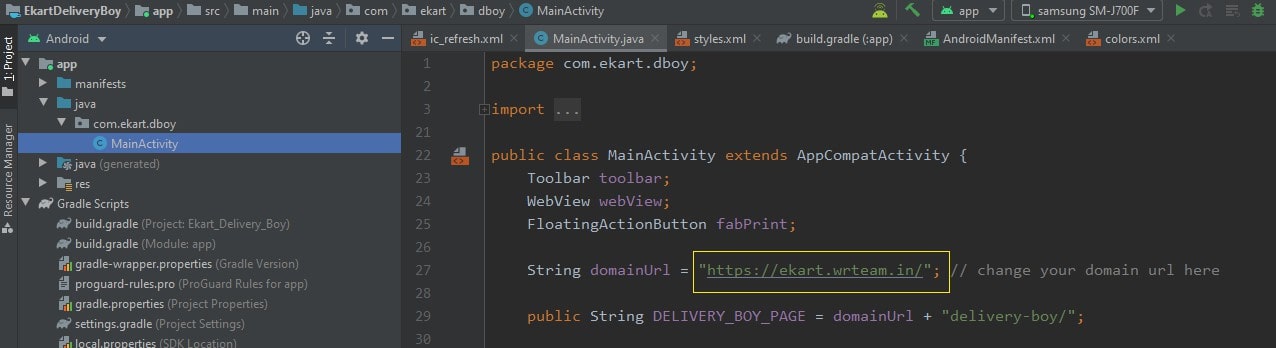 EkartDeliveryBoy app src main java com ekart dboy MainActivity app samsung SM-J700F
1: Project
Resource Manager
Android
app
manifests
java
com.ekart.dboy
MainActivity
java (generated)
res
Gradle Scripts
build.gradle (Project: Ekart_Delivery_Boy)
build.gradle (Module: app)
gradle-wrapper.properties (Gradle Version)
proguard-rules.pro (ProGuard Rules for app)
gradle.properties (Project Properties)
settings.gradle (Project Settings)
local.properties (SDK Location)
ic_refresh.xml MainActivity.java styles.xml build.gradle (:app) AndroidManifest.xml colors.xml
1 package com.ekart.dboy;
2
3 import ...
21
22 public class MainActivity extends AppCompatActivity {
23 Toolbar toolbar;
24 WebView webView;
25 FloatingActionButton fabPrint;
26
27 String domainUrl = "https://ekart.wrteam.in/"; // change your domain url here
28
29 public String DELIVERY_BOY_PAGE = domainUrl + "delivery-boy/";
30